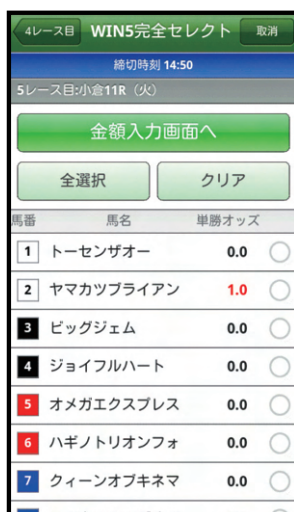 4レース目 WIN5完全セレクト 取消
締切時刻 14:50
5レース目:小倉11R（火）
金額入力画面へ
全選択 クリア
馬番 馬名 単勝オッズ
1 トーセンザオー 0.0
2 ヤマカツブライアン 1.0
3 ビッグジェム 0.0
4 ジョイフルハート 0.0
5 オメガエクスプレス 0.0
6 ハギノトリオンフォ 0.0
7 クィーンオブキネマ 0.0